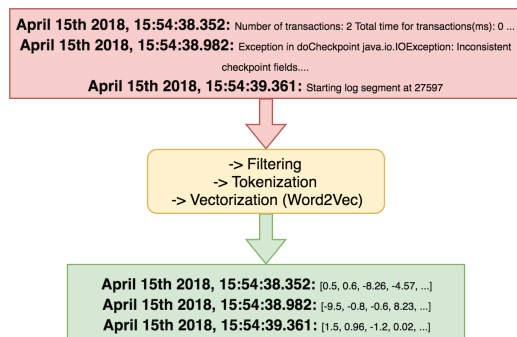 April 15th 2018, 15:54:38.352: Number of transactions: 2 Total time for transactions(ms): 0 ...
April 15th 2018, 15:54:38.982: Exception in doCheckpoint java.io.IOException: Inconsistent
checkpoint fields....
April 15th 2018, 15:54:39.361: Starting log segment at 27597
-> Filtering
-> Tokenization
-> Vectorization (Word2Vec)
April 15th 2018, 15:54:38.352: [0.5, 0.6, -8.26, -4.57, ...]
April 15th 2018, 15:54:38.982: [-9.5, -0.8, -0.6, 8.23, ...]
April 15th 2018, 15:54:39.361: [1.5, 0.96, -1.2, 0.02, ...]